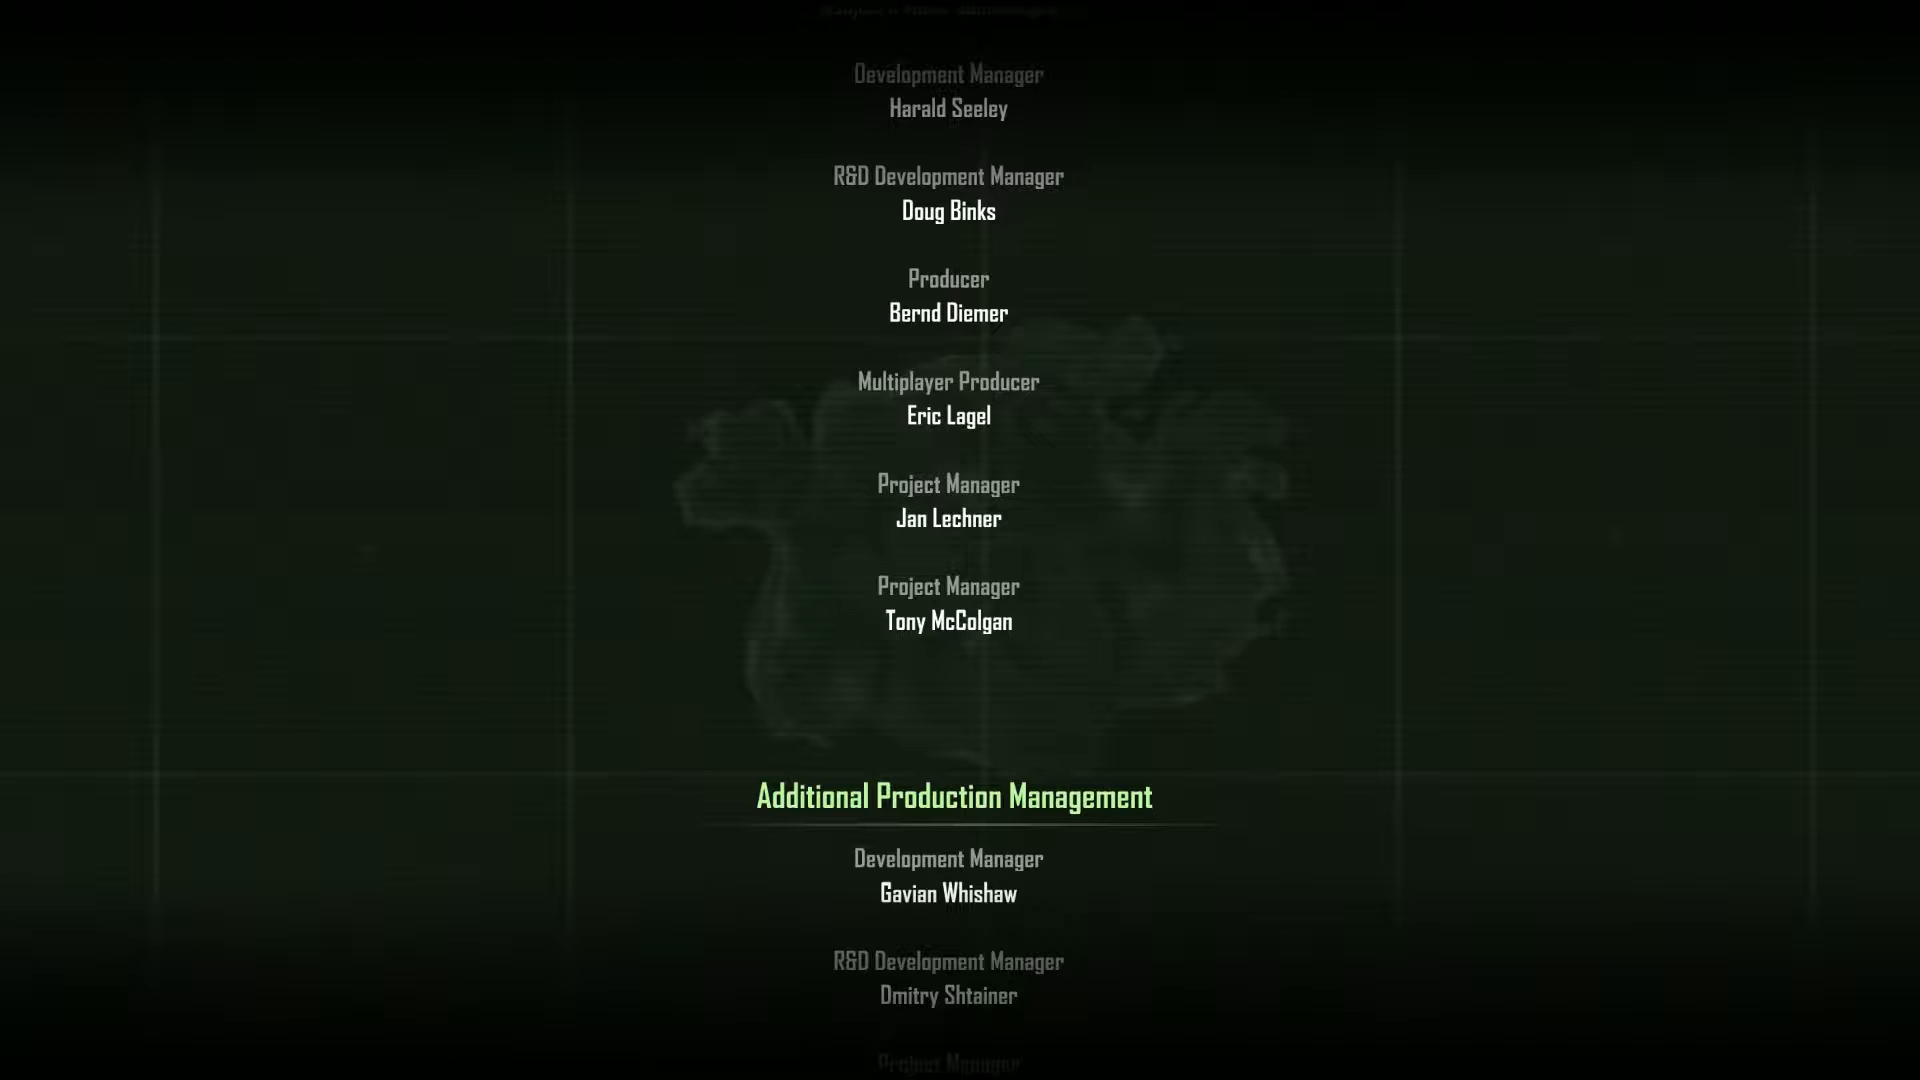 Development Manager
Harald Seeley
R&D Development Manager
Doug Binks
Producer
Bernd Diemer
Multiplayer Producer
Eric Lagel
Project Manager
Jan Lechner
Project Manager
Tony McColgan
Additional Production Management
Development Manager
Gavian Whishaw
R&D Development Manager
Dmitry Shtainer
Project Manager